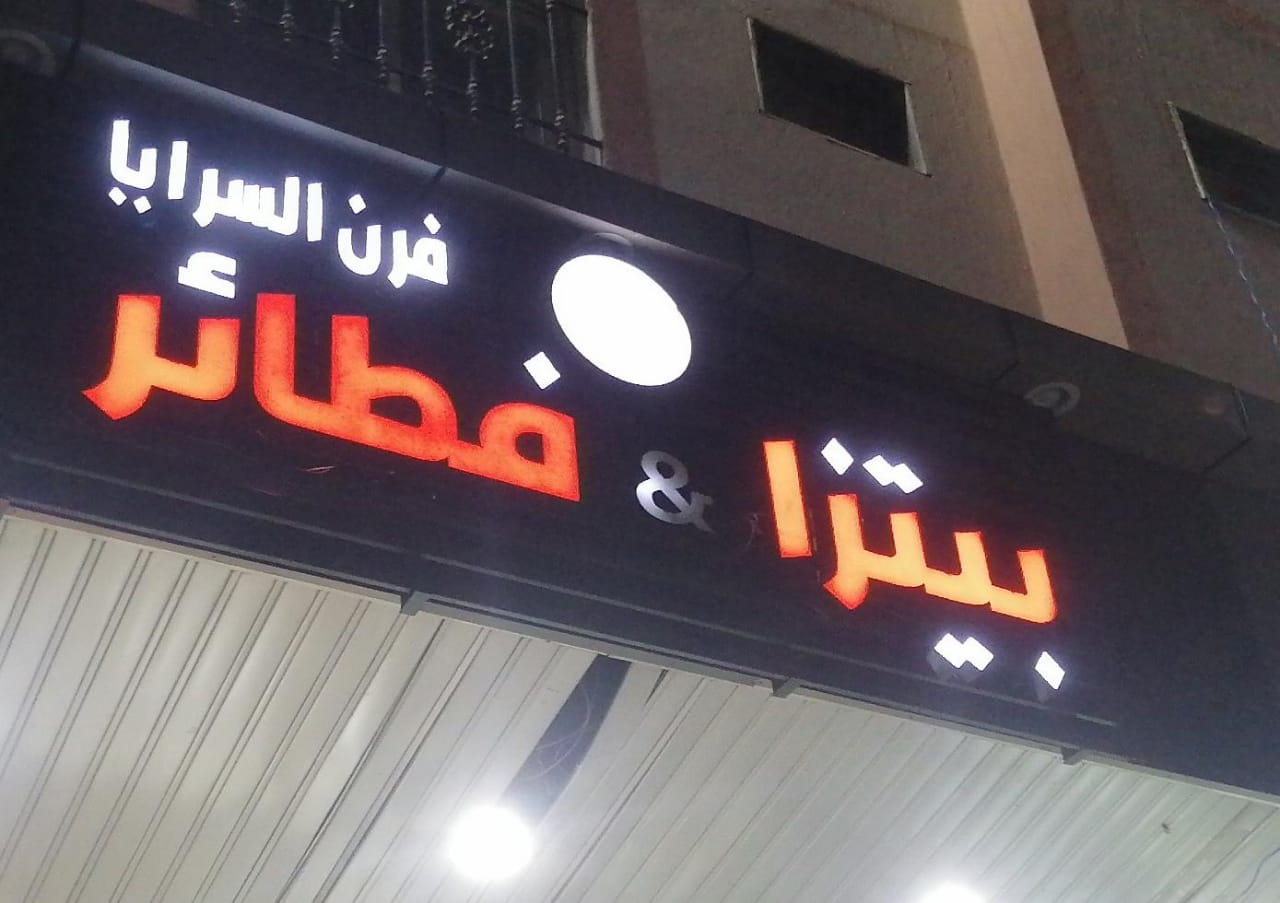 فرن السرايا
بيتزا & فطائر